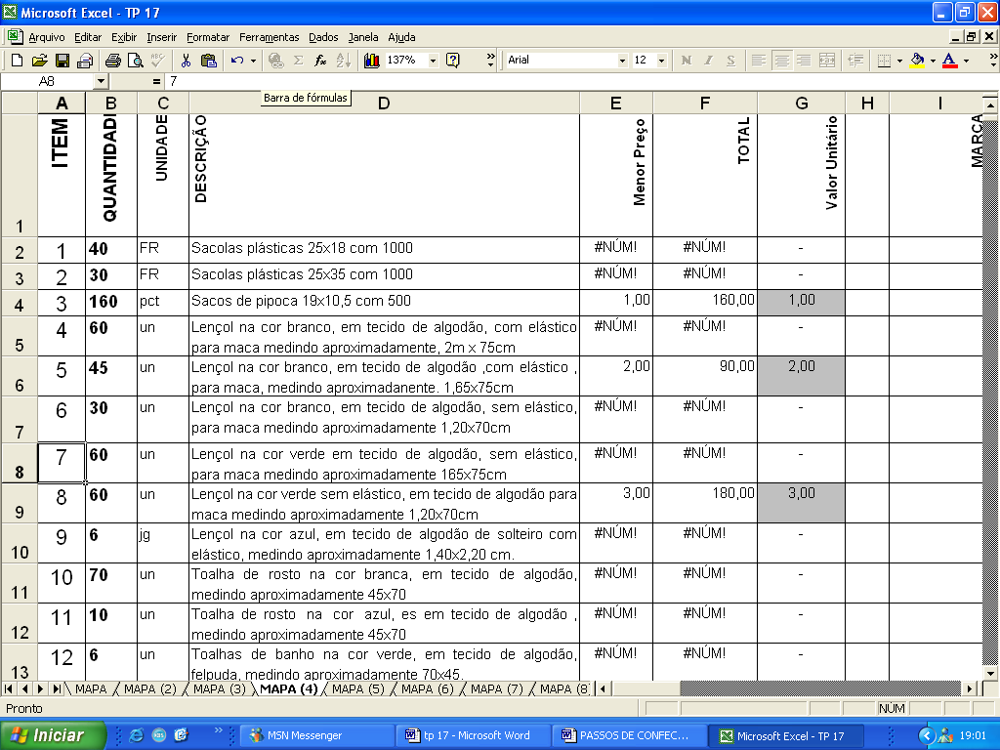 Microsoft Excel - TP 17
Arquivo Editar Exibir Inserir Formatar Ferramentas Dados Janela Ajuda
137% Arial 12 N I S
A8 = 7
Barra de fórmulas
A B C D E F G H I
1 ITEM QUANTIDADI UNIDADE DESCRIÇÃO Menor Preço TOTAL Valor Unitário MARCA
2 1 40 FR Sacolas plásticas 25x18 com 1000 #NÚM! #NÚM! -
3 2 30 FR Sacolas plásticas 25x35 com 1000 #NÚM! #NÚM! -
4 3 160 pct Sacos de pipoca 19x10,5 com 500 1,00 160,00 1,00
4 60 un Lençol na cor branco, em tecido de algodão, com elástico #NÚM! #NÚM! -
5 para maca medindo aproximadamente, 2m x 75cm
5 45 un Lençol na cor branco, em tecido de algodão ,com elástico , 2,00 90,00 2,00
6 para maca, medindo aproximadanente. 1,65x75cm
6 30 un Lençol na cor branco, em tecido de algodão, sem elástico, #NÚM! #NÚM! -
7 para maca medindo aproximadamente 1,20x70cm
7 60 un Lençol na cor verde em tecido de algodão, sem elástico, #NÚM! #NÚM! -
8 para maca medindo aproximadamente 165x75cm
8 60 un Lençol na cor verde sem elástico, em tecido de algodão para 3,00 180,00 3,00
9 maca medindo aproximadamente 1,20x70cm
9 6 jg Lençol na cor azul, em tecido de algodão de solteiro com #NÚM! #NÚM! -
10 elástico, medindo aproximadamente 1,40x2,20 cm.
10 70 un Toalha de rosto na cor branca, em tecido de algodão, #NÚM! #NÚM! -
11 medindo aproximadamente 45x70
11 10 un Toalha de rosto na cor azul, es em tecido de algodão , #NÚM! #NÚM! -
12 medindo aproximadamente 45x70
12 6 un Toalhas de banho na cor verde, em tecido de algodão, #NÚM! #NÚM! -
13 felpuda, medindo aproximadamente 70x45.
MAPA MAPA (2) MAPA (3) MAPA (4) MAPA (5) MAPA (6) MAPA (7) MAPA (8)
Pronto NÚM
Iniciar MSN Messenger tp 17 - Microsoft Word PASSOS DE CONFEC... Microsoft Excel - TP 17 19:01